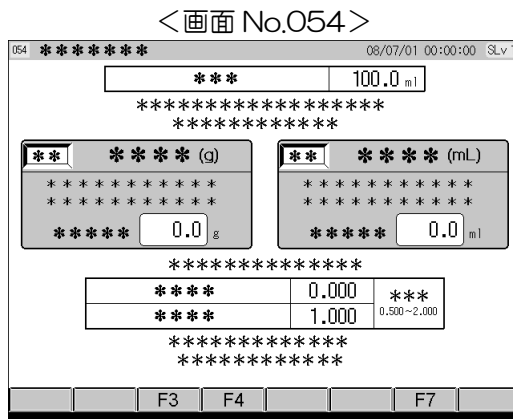 <画面 No.054>
054 ******* 08/07/01 00:00:00 SLv 1
*** 100.0 ml
******************
*************
** **** (g)
***********
***********
***** 0.0 g
** **** (mL)
***********
***********
***** 0.0 ml
**************
**** 0.000
**** 1.000
***
0.500~2.000
*************
************
F3 F4 F7